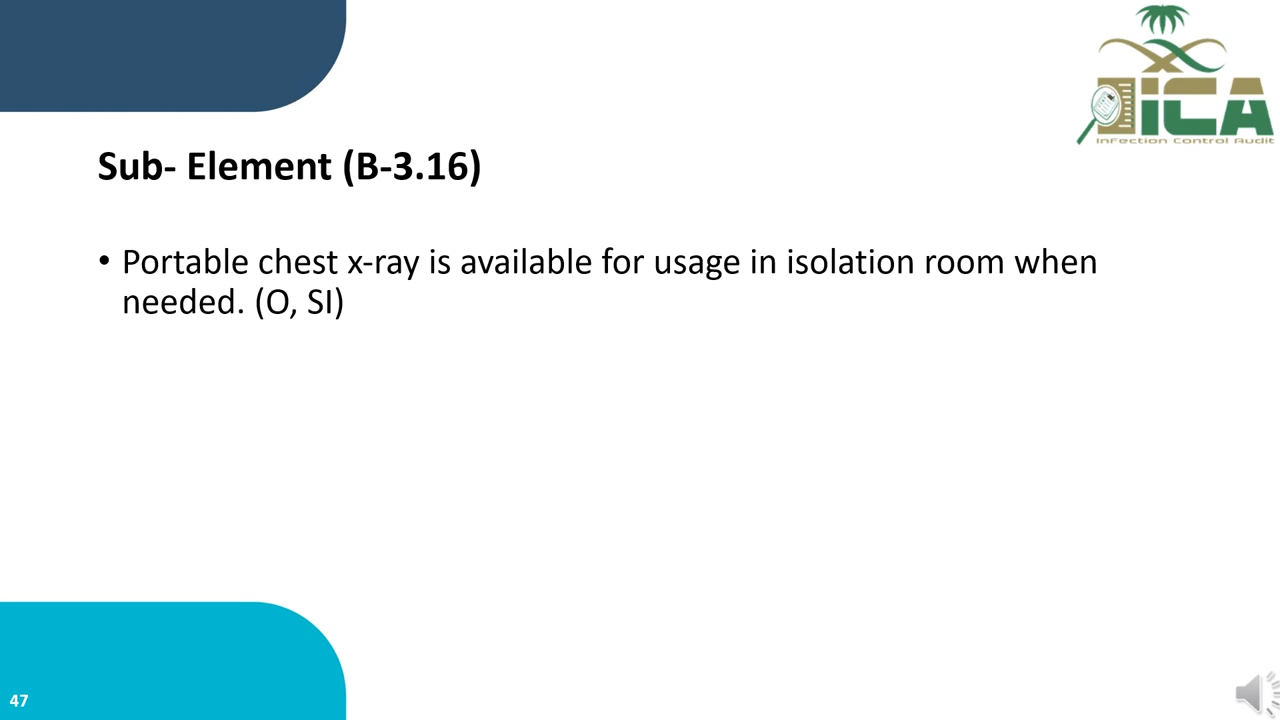 iCA
Infection Control Audit
Sub- Element (B-3.16)
• Portable chest x-ray is available for usage in isolation room when
needed. (O, SI)
47